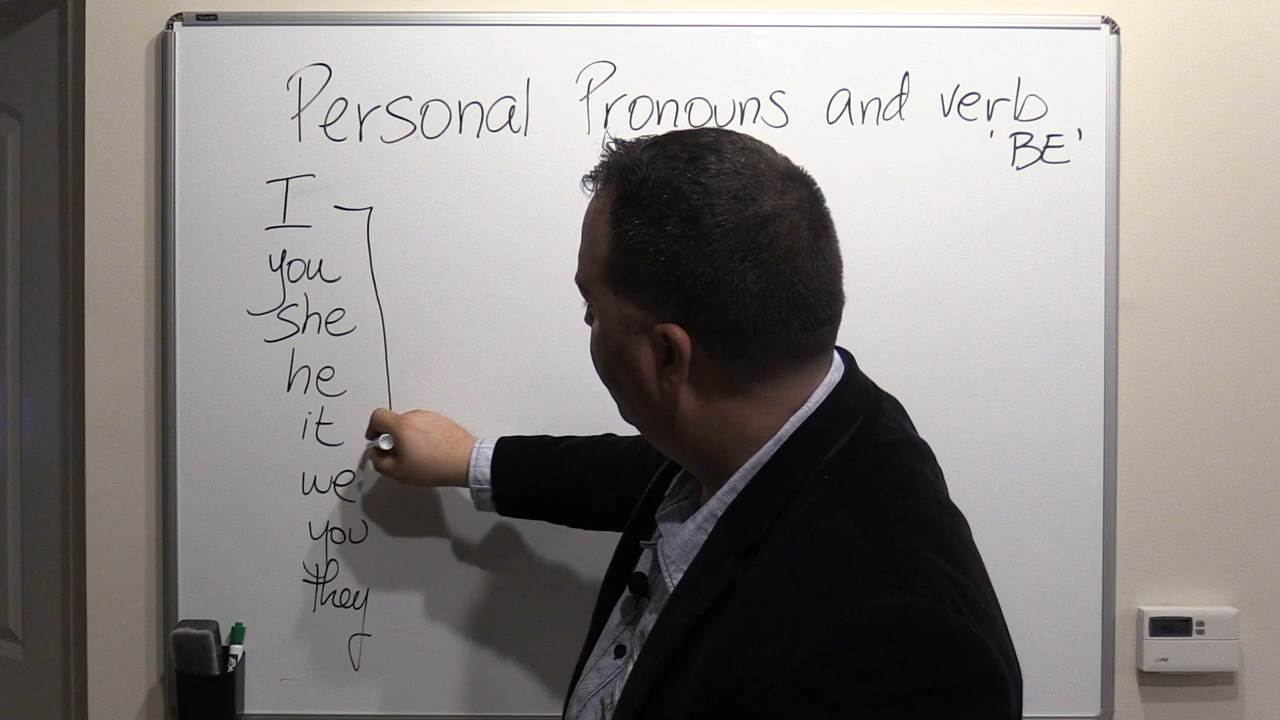 Personal Pronouns and verb
'BE'
I
you
she
he
it
we
you
they